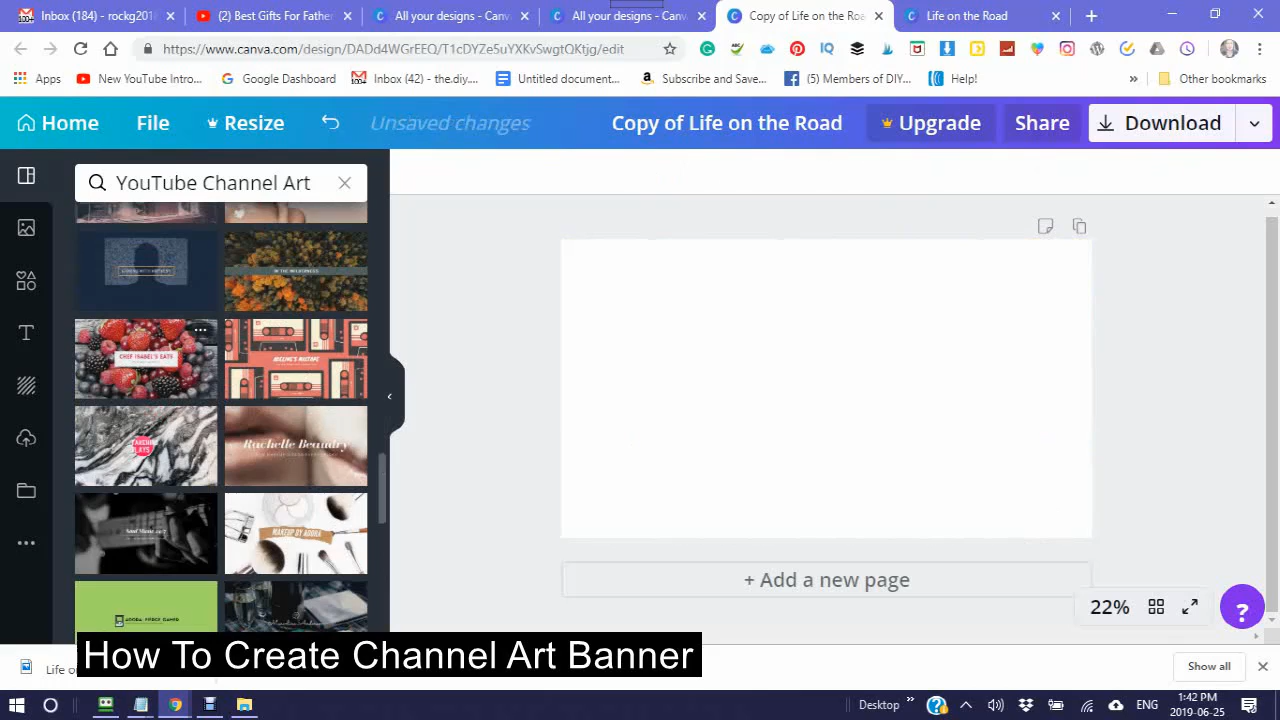 Inbox (184) - rockg201
(2) Best Gifts For Father
All your designs - Canv
All your designs - Canv
Copy of Life on the Roa
Life on the Road
https://www.canva.com/design/DADd4WGrEEQ/T1cDYZe5uYXKvSwgtQKtjg/edit
Apps
New YouTube Intro...
Google Dashboard
Inbox (42) - the.diy....
Untitled document...
Subscribe and Save...
(5) Members of DIY...
Help!
Other bookmarks
Home
File
Resize
Unsaved changes
Copy of Life on the Road
Upgrade
Share
Download
YouTube Channel Art
IN THE WILDERNESS
CHEF ISABEL'S EATS
ADELINE'S MIXTAPE
Rachelle Beaudry
MAKEUP BY ADORA
+ Add a new page
22%
?
How To Create Channel Art Banner
Life o
Show all
Desktop
ENG
1:42 PM
2019-06-25